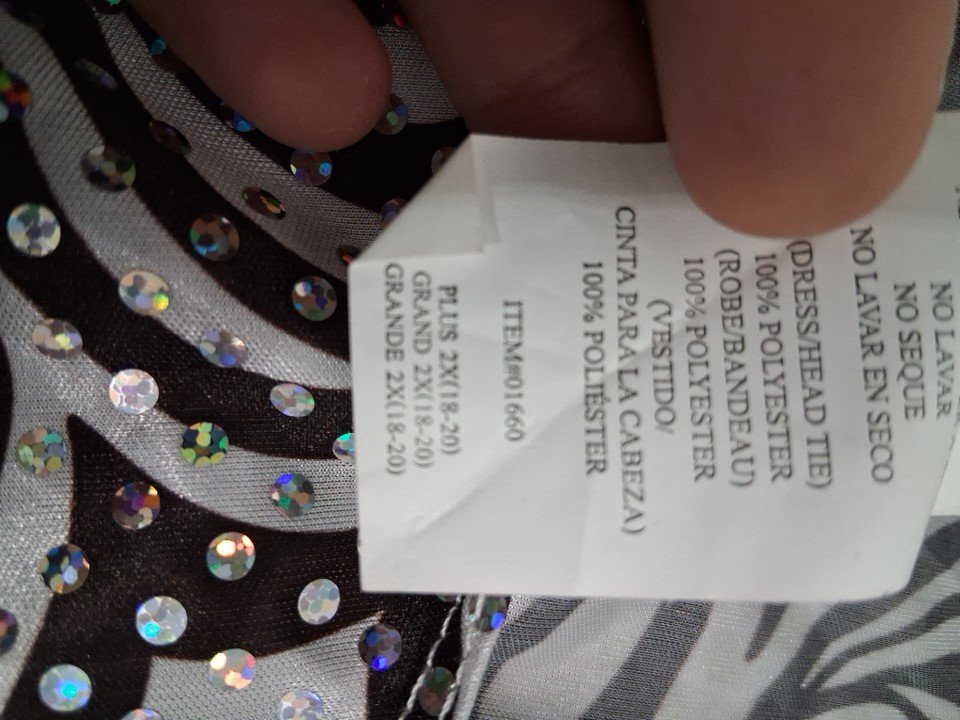 NO LAVAR
NO SEQUE
NO LAVAR EN SECO
(DRESS/HEAD TIE)
100% POLYESTER
(ROBE/BANDEAU)
100% POLYESTER
(VESTIDO/
CINTA PARA LA CABEZA)
100% POLIÉSTER
ITEM#01660
PLUS 2X(18-20)
GRAND 2X(18-20)
GRANDE 2X(18-20)